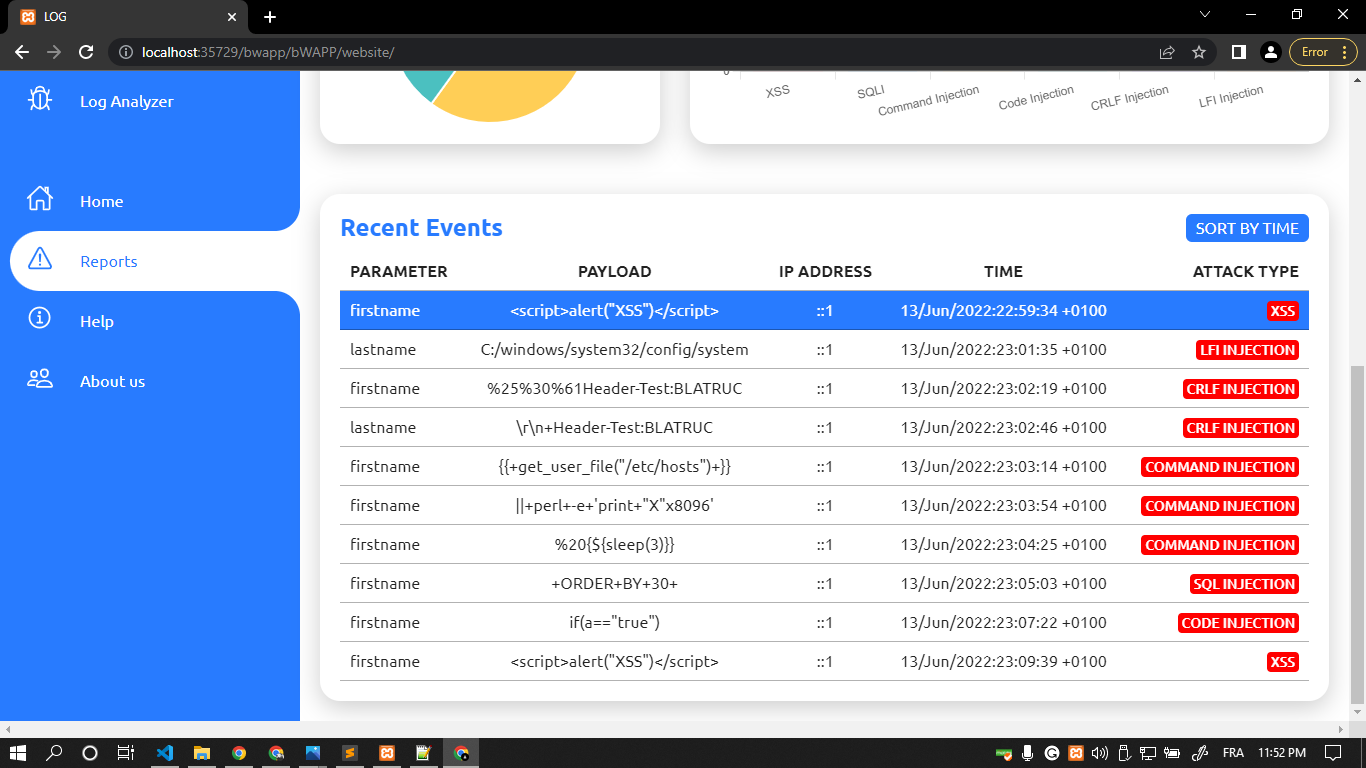 LOG
localhost:35729/bwapp/bWAPP/website/
Error
Log Analyzer
Home
Reports
Help
About us
0
XSS
SQLI
Command Injection
Code Injection
CRLF Injection
LFI Injection
Recent Events
SORT BY TIME
PARAMETER PAYLOAD IP ADDRESS TIME ATTACK TYPE
firstname <script>alert("XSS")</script> ::1 13/Jun/2022:22:59:34 +0100 XSS
lastname C:/windows/system32/config/system ::1 13/Jun/2022:23:01:35 +0100 LFI INJECTION
firstname %25%30%61Header-Test:BLATRUC ::1 13/Jun/2022:23:02:19 +0100 CRLF INJECTION
lastname \r\n+Header-Test:BLATRUC ::1 13/Jun/2022:23:02:46 +0100 CRLF INJECTION
firstname {{+get_user_file("/etc/hosts")+}} ::1 13/Jun/2022:23:03:14 +0100 COMMAND INJECTION
firstname ||+perl+-e+'print+"X"x8096' ::1 13/Jun/2022:23:03:54 +0100 COMMAND INJECTION
firstname %20{${sleep(3)}} ::1 13/Jun/2022:23:04:25 +0100 COMMAND INJECTION
firstname +ORDER+BY+30+ ::1 13/Jun/2022:23:05:03 +0100 SQL INJECTION
firstname if(a=="true") ::1 13/Jun/2022:23:07:22 +0100 CODE INJECTION
firstname <script>alert("XSS")</script> ::1 13/Jun/2022:23:09:39 +0100 XSS
FRA 11:52 PM